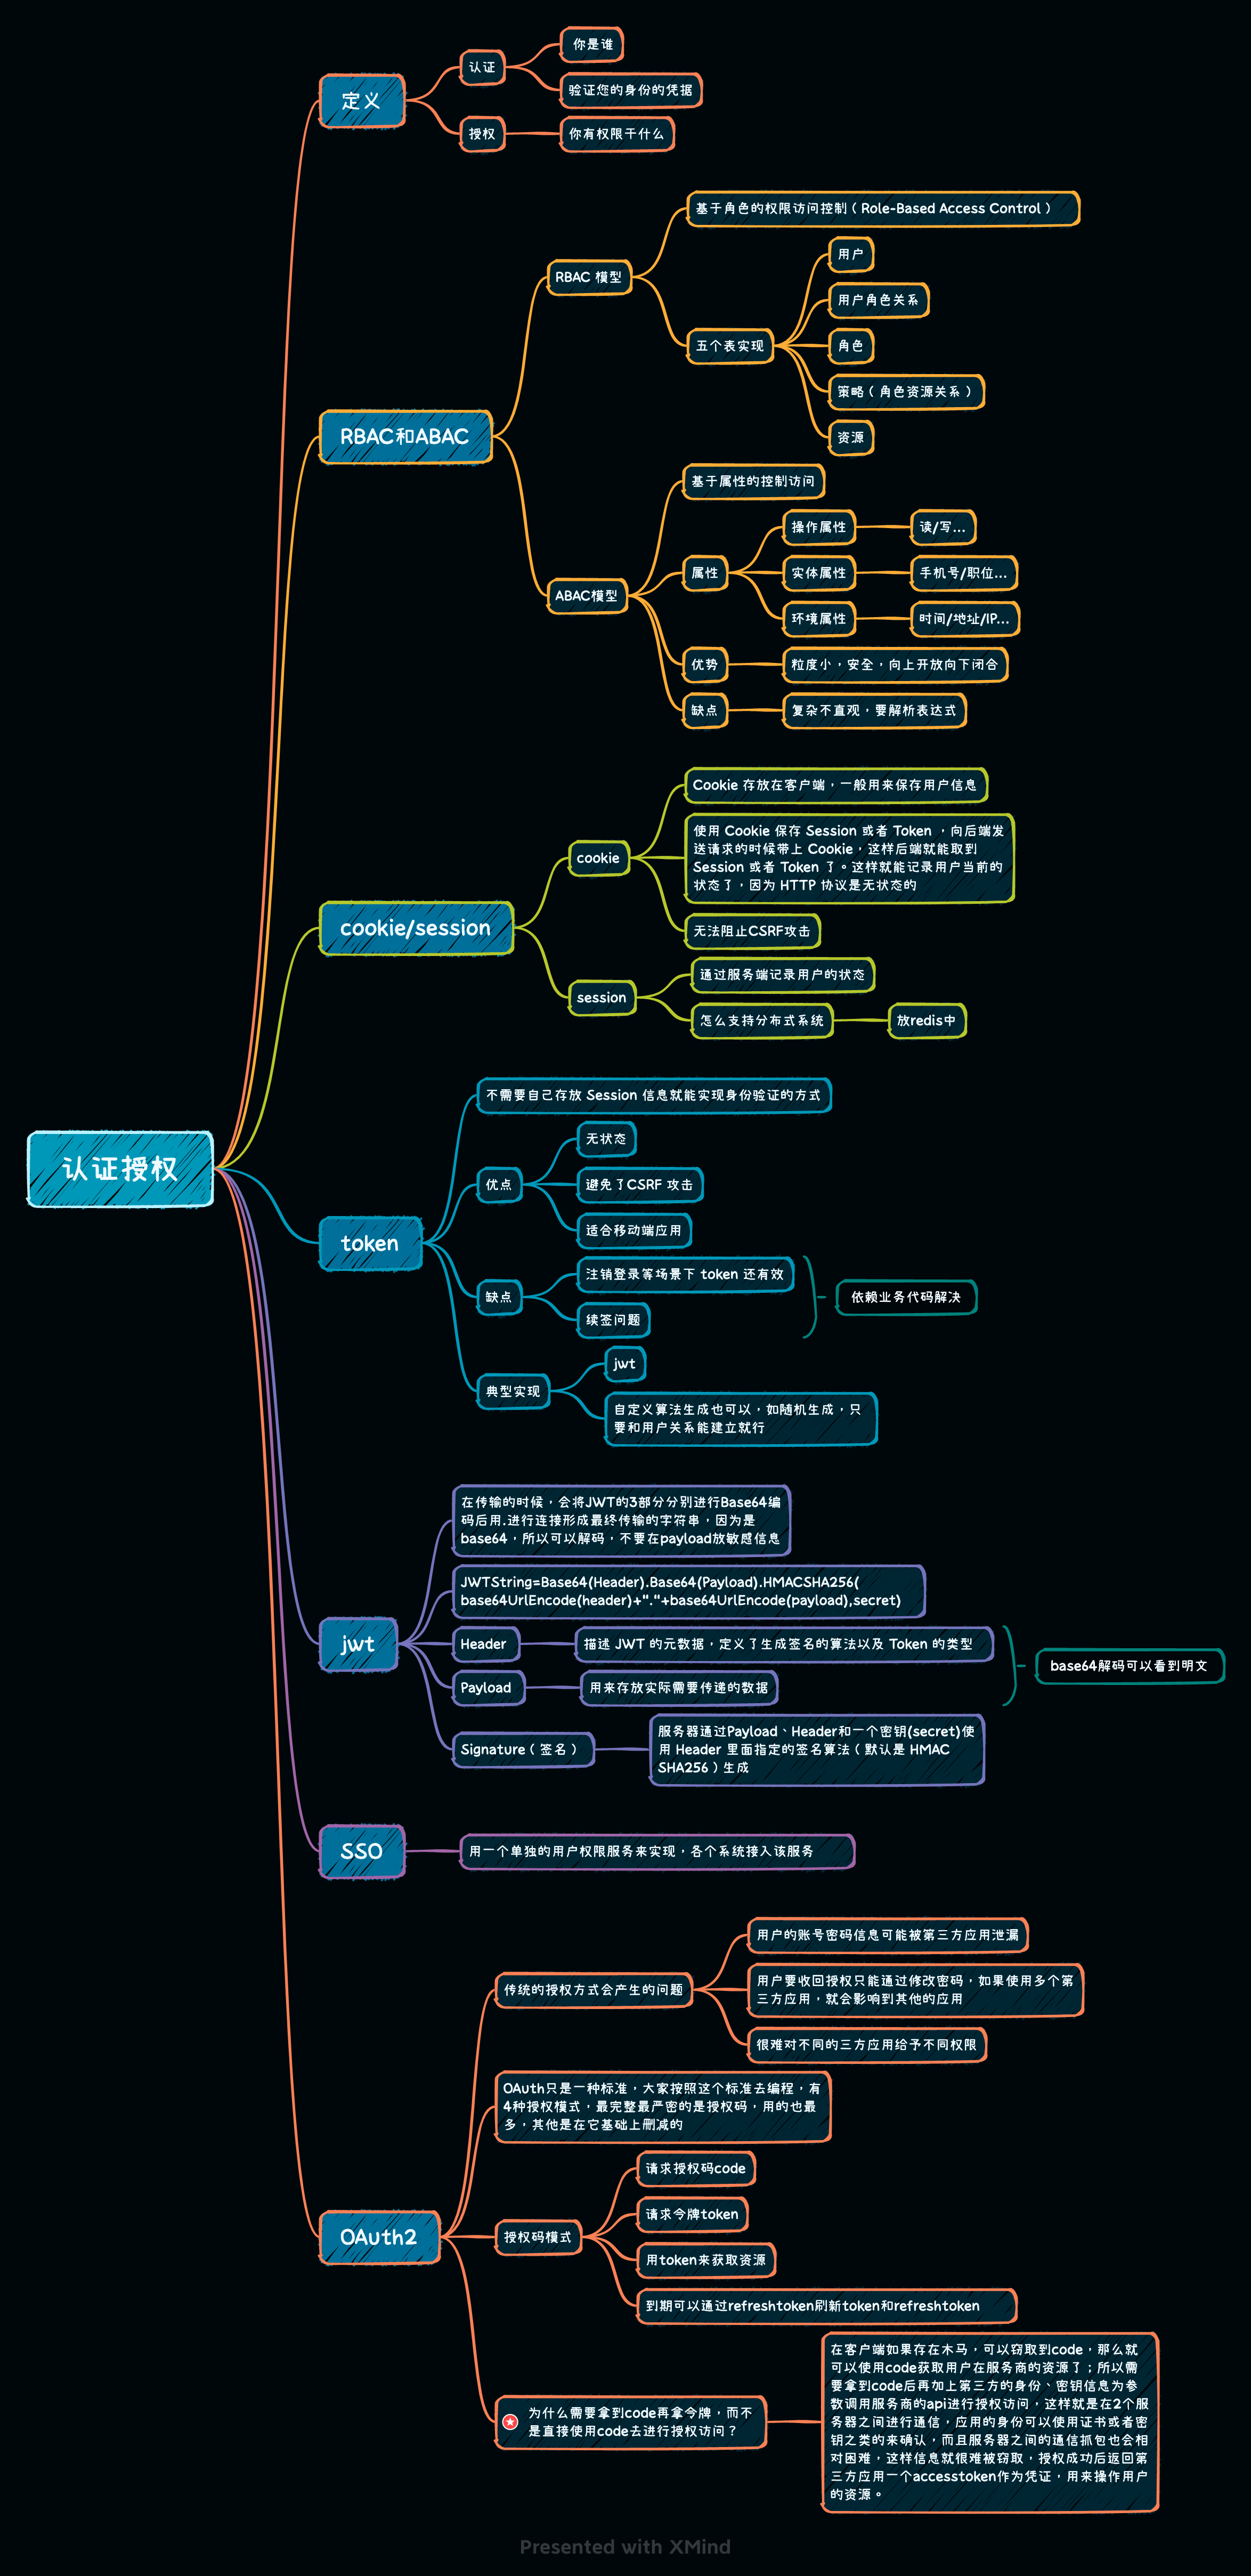 定义
认证
你是谁
验证您的身份的凭据
授权
你有权限干什么
RBAC和ABAC
RBAC 模型
基于角色的权限访问控制（Role-Based Access Control）
五个表实现
用户
用户角色关系
角色
策略（角色资源关系）
资源
ABAC模型
基于属性的控制访问
属性
操作属性
读/写...
实体属性
手机号/职位...
环境属性
时间/地址/IP...
优势
粒度小，安全，向上开放向下闭合
缺点
复杂不直观，要解析表达式
cookie/session
cookie
Cookie 存放在客户端，一般用来保存用户信息
使用 Cookie 保存 Session 或者 Token ，向后端发
送请求的时候带上 Cookie，这样后端就能取到
Session 或者 Token 了。这样就能记录用户当前的
状态了，因为 HTTP 协议是无状态的
无法阻止CSRF攻击
session
通过服务端记录用户的状态
怎么支持分布式系统
放redis中
认证授权
token
不需要自己存放 Session 信息就能实现身份验证的方式
优点
无状态
避免了CSRF 攻击
适合移动端应用
缺点
注销登录等场景下 token 还有效
续签问题
依赖业务代码解决
典型实现
jwt
自定义算法生成也可以，如随机生成，只
要和用户关系能建立就行
jwt
在传输的时候，会将JWT的3部分分别进行Base64编
码后用.进行连接形成最终传输的字符串，因为是
base64，所以可以解码，不要在payload放敏感信息
JWTString=Base64(Header).Base64(Payload).HMACSHA256(
base64UrlEncode(header)+"."+base64UrlEncode(payload),secret)
Header
描述 JWT 的元数据，定义了生成签名的算法以及 Token 的类型
Payload
用来存放实际需要传递的数据
base64解码可以看到明文
Signature（签名）
服务器通过Payload、Header和一个密钥(secret)使
用 Header 里面指定的签名算法（默认是 HMAC
SHA256）生成
SSO
用一个单独的用户权限服务来实现，各个系统接入该服务
OAuth2
传统的授权方式会产生的问题
用户的账号密码信息可能被第三方应用泄漏
用户要收回授权只能通过修改密码，如果使用多个第
三方应用，就会影响到其他的应用
很难对不同的三方应用给予不同权限
OAuth只是一种标准，大家按照这个标准去编程，有
4种授权模式，最完整最严密的是授权码，用的也最
多，其他是在它基础上删减的
授权码模式
请求授权码code
请求令牌token
用token来获取资源
到期可以通过refreshtoken刷新token和refreshtoken
为什么需要拿到code再拿令牌，而不
是直接使用code去进行授权访问？
在客户端如果存在木马，可以窃取到code，那么就
可以使用code获取用户在服务商的资源了；所以需
要拿到code后再加上第三方的身份、密钥信息为参
数调用服务商的api进行授权访问，这样就是在2个服
务器之间进行通信，应用的身份可以使用证书或者密
钥之类的来确认，而且服务器之间的通信抓包也会相
对困难，这样信息就很难被窃取，授权成功后返回第
三方应用一个accesstoken作为凭证，用来操作用户
的资源。
Presented with XMind